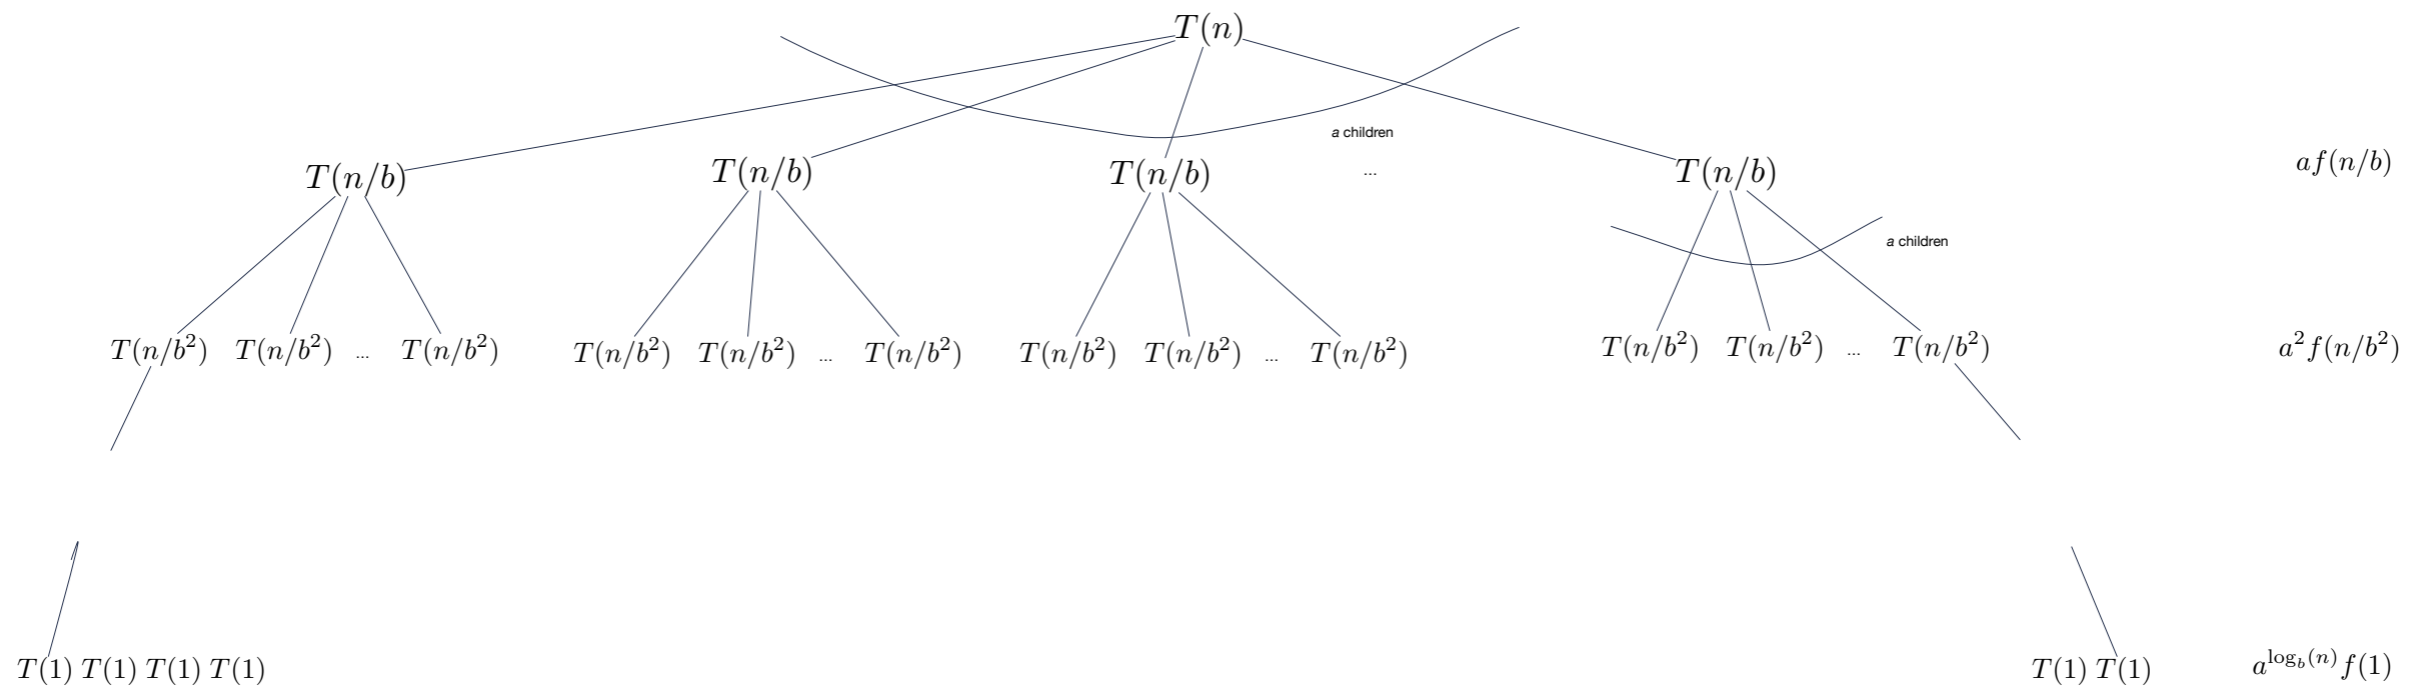 T(n)
a children
T(n/b) T(n/b) T(n/b) ... T(n/b) af(n/b)
a children
T(n/b²) T(n/b²) ... T(n/b²) T(n/b²) T(n/b²) ... T(n/b²) T(n/b²) T(n/b²) ... T(n/b²) T(n/b²) T(n/b²) ... T(n/b²) a²f(n/b²)
T(1) T(1) T(1) T(1) T(1) T(1) a^{log_b(n)}f(1)